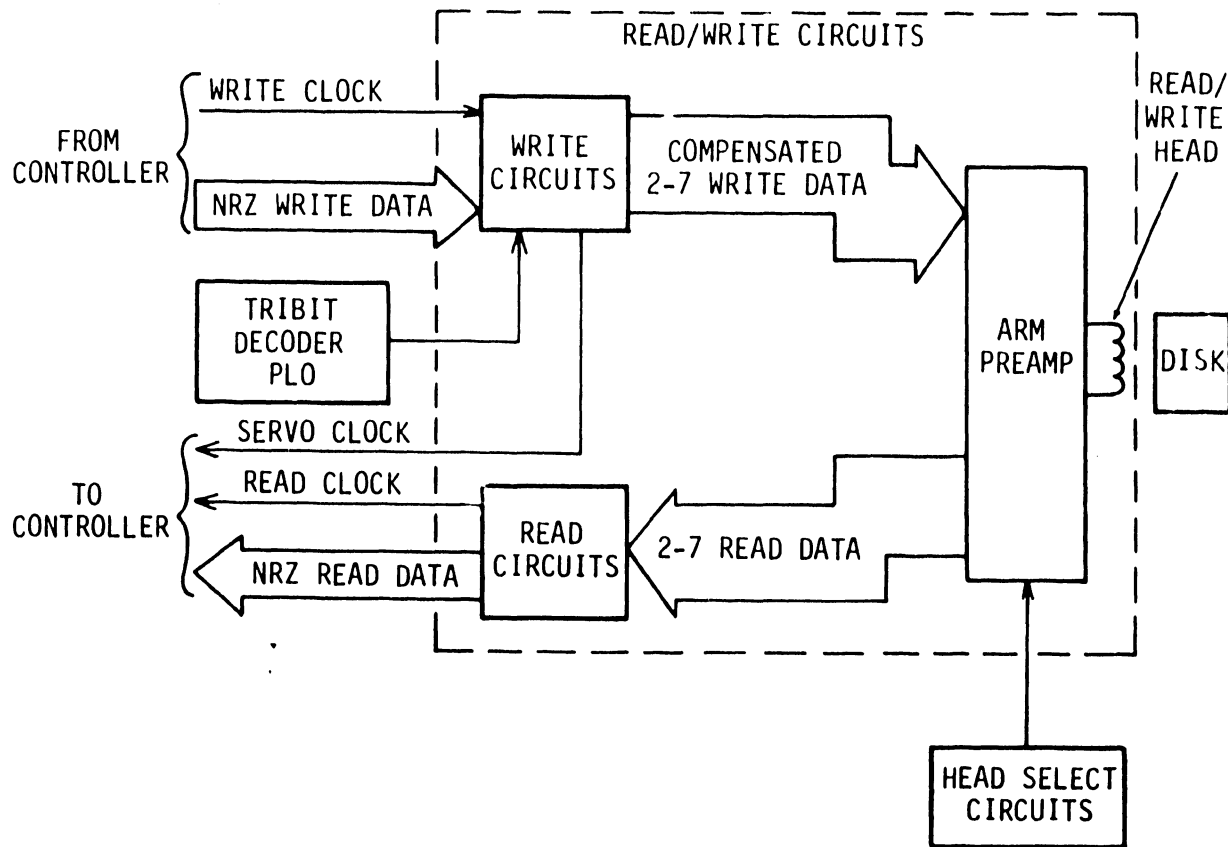 READ/WRITE CIRCUITS
READ/
WRITE
HEAD
WRITE CLOCK
FROM
CONTROLLER
NRZ WRITE DATA
WRITE
CIRCUITS
COMPENSATED
2-7 WRITE DATA
TRIBIT
DECODER
PLO
ARM
PREAMP
DISK
SERVO CLOCK
READ CLOCK
TO
CONTROLLER
NRZ READ DATA
READ
CIRCUITS
2-7 READ DATA
HEAD SELECT
CIRCUITS